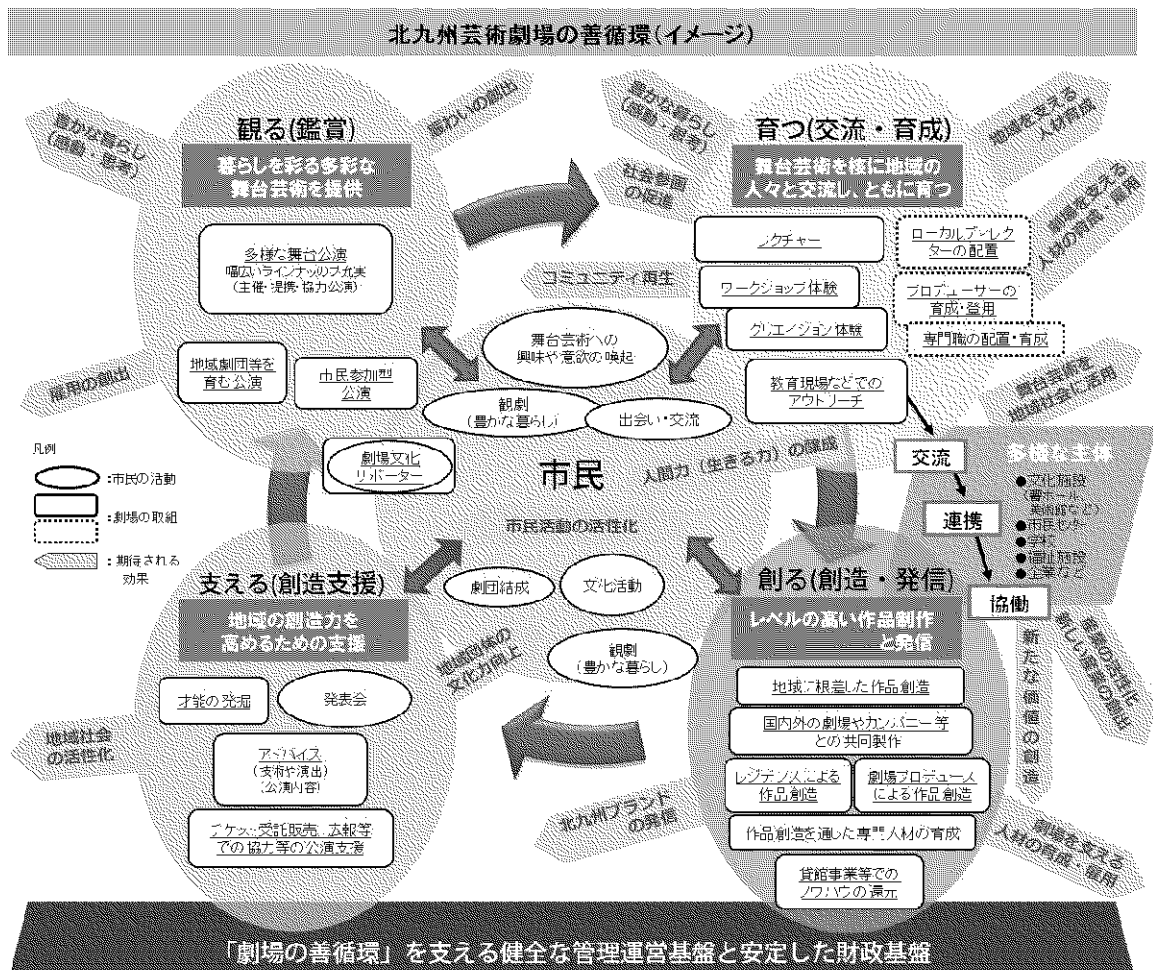 北九州芸術劇場の善循環(イメージ)
豊かな暮らし
(感動・思考)
観る(鑑賞)
賑わいの創出
暮らしを彩る多彩な
舞台芸術を提供
多様な舞台公演
幅広いラインナップ充実
(主催・提携・協力公演)
地域劇団等を
育む公演
市民参加型
公演
雇用の創出
豊かな暮らし
(感動・思考)
社会参画
の促進
育つ(交流・育成)
地域を支える
人材育成
舞台芸術を核に地域の
人々と交流し、ともに育つ
劇場を支える
人材の育成・雇用
レクチャー
ローカルディレク
ターの配置
コミュニティ再生
ワークショップ体験
プロデューサーの
育成・登用
クリエイション体験
専門職の配置・育成
教育現場などでの
アウトリーチ
舞台芸術を
地域社会に活用
舞台芸術への
興味や意欲の喚起
観劇
(豊かな暮らし)
出会い・交流
劇場文化
リポーター
市民
人間力(生きる力)の醸成
市民活動の活性化
凡例
:市民の活動
:劇場の取組
:期待される
効果
交流
連携
協働
多様な主体
●文化施設
(響ホール、
美術館など)
●市民センター
●学校
●福祉施設
●企業など
支える(創造支援)
地域の創造力を
高めるための支援
劇団結成
文化活動
観劇
(豊かな暮らし)
地域団体の
文化力向上
才能の発掘
発表会
アドバイス
(技術や演出)
(公演内容)
チケット受託販売、広報等
での協力等の公演支援
地域社会
の活性化
創る(創造・発信)
レベルの高い作品制作
と発信
地域に根差した作品創造
国内外の劇場やカンパニー等
との共同製作
レジデンスによる
作品創造
劇場プロデュース
による作品創造
作品創造を通した専門人材の育成
貸館事業等での
ノウハウの還元
北九州ブランド
の発信
新たな価値の創造
産業の活性化
新しい産業の創出
劇場を支える
人材の育成・雇用
「劇場の善循環」を支える健全な管理運営基盤と安定した財政基盤